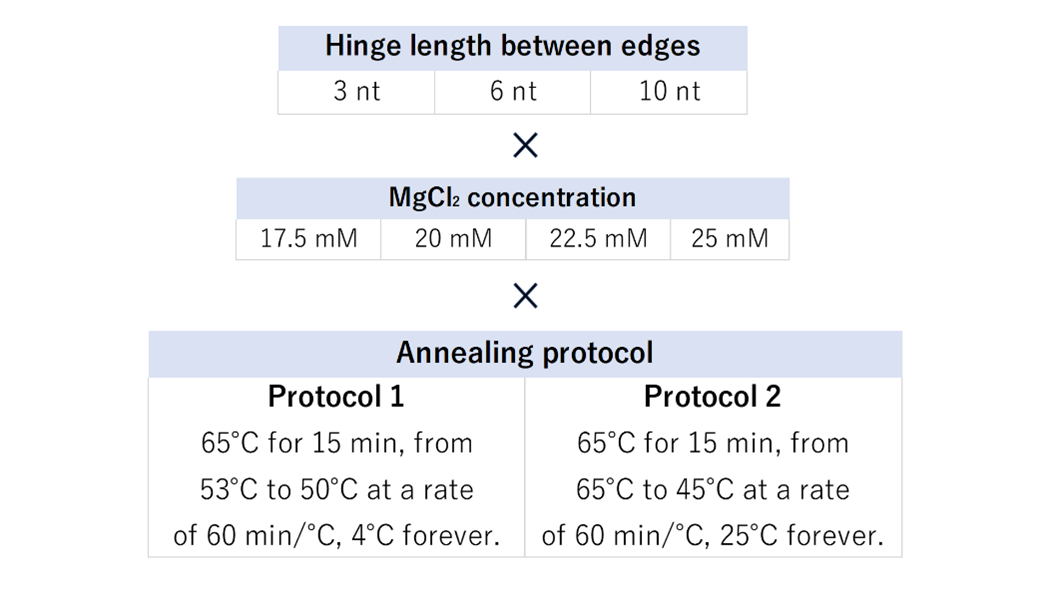 Hinge length between edges
3 nt 6 nt 10 nt
×
MgCl₂ concentration
17.5 mM 20 mM 22.5 mM 25 mM
×
Annealing protocol
Protocol 1
65°C for 15 min, from
53°C to 50°C at a rate
of 60 min/°C, 4°C forever.
Protocol 2
65°C for 15 min, from
65°C to 45°C at a rate
of 60 min/°C, 25°C forever.